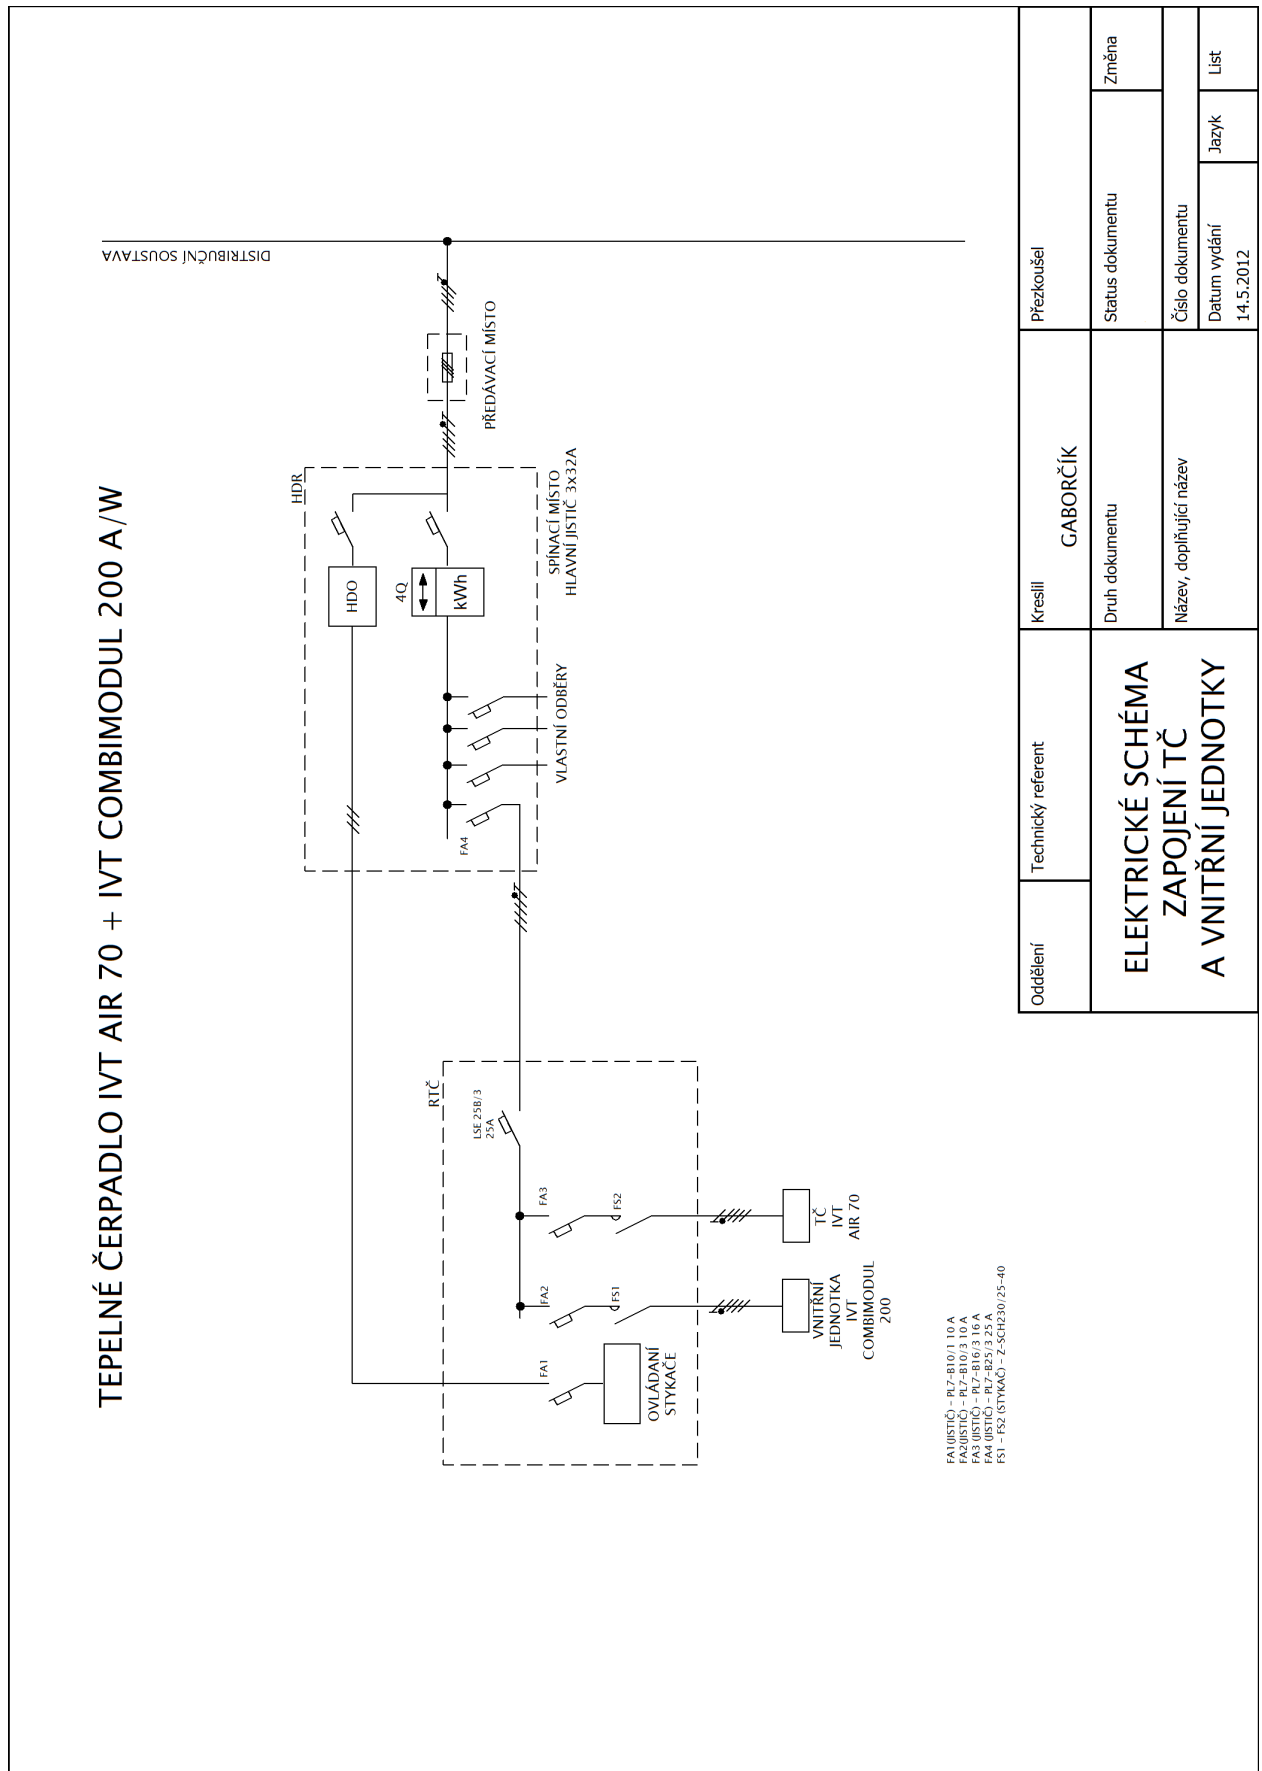 TEPELNÉ ČERPADLO IVT AIR 70 + IVT COMBIMODUL 200 A/W
DISTRIBUČNÍ SOUSTAVA
PŘEDÁVACÍ MÍSTO
HDR
SPÍNACÍ MÍSTO
HLAVNÍ JISTIČ 3x32A
HDO
4Q
kWh
VLASTNÍ ODBĚRY
FA4
RTČ
LSE 25B/3
25A
FA3
FS2
FA2
FS1
FA1
TČ
IVT
AIR 70
VNITŘNÍ
JEDNOTKA
IVT
COMBIMODUL
200
OVLÁDANÍ
STYKAČE
FA1(JISTIČ) - PL7-B10/1 10 A
FA2(JISTIČ) - PL7-B10/3 10 A
FA3 (JISTIČ) - PL7-B16/3 16 A
FA4 (JISTIČ) - PL7-B25/3 25 A
FS1 - FS2 (STYKAČ) - Z-SCH230/25-40
Oddělení
Technický referent
Kreslil
GABORČÍK
Přezkoušel
ELEKTRICKÉ SCHÉMA
ZAPOJENÍ TČ
A VNITŘNÍ JEDNOTKY
Druh dokumentu
Status dokumentu
Změna
Název, doplňující název
Číslo dokumentu
Datum vydání
14.5.2012
Jazyk
List